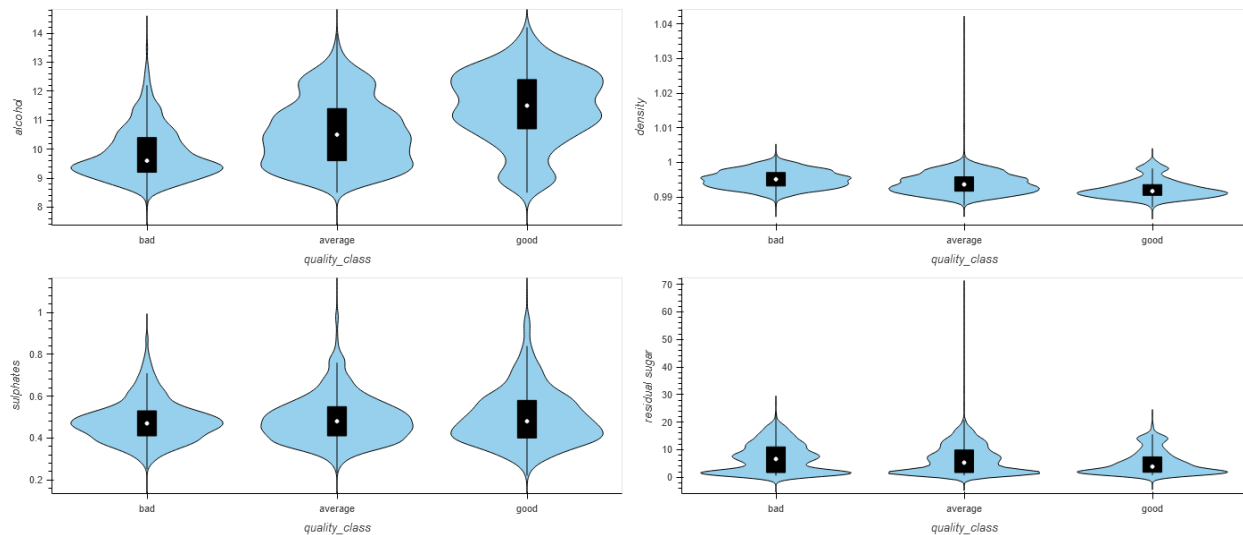 alcohol
14
13
12
11
10
9
8
bad average good
quality_class
density
1.04
1.03
1.02
1.01
1
0.99
bad average good
quality_class
sulphates
1
0.8
0.6
0.4
0.2
bad average good
quality_class
residual sugar
70
60
50
40
30
20
10
0
bad average good
quality_class